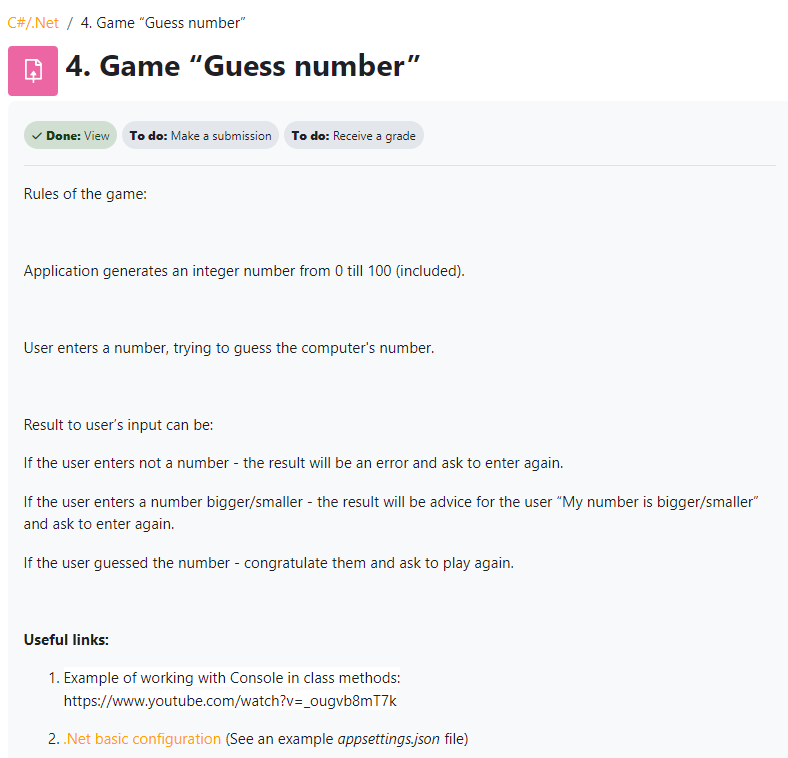 C#/.Net / 4. Game “Guess number”
4. Game “Guess number”
✓ Done: View To do: Make a submission To do: Receive a grade
Rules of the game:
Application generates an integer number from 0 till 100 (included).
User enters a number, trying to guess the computer's number.
Result to user’s input can be:
If the user enters not a number - the result will be an error and ask to enter again.
If the user enters a number bigger/smaller - the result will be advice for the user “My number is bigger/smaller”
and ask to enter again.
If the user guessed the number - congratulate them and ask to play again.
Useful links:
1. Example of working with Console in class methods:
https://www.youtube.com/watch?v=_ougvb8mT7k
2. .Net basic configuration (See an example appsettings.json file)